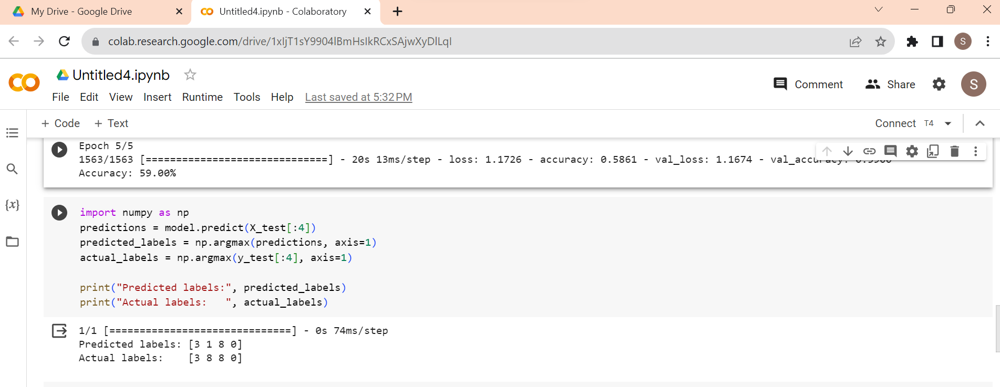 My Drive - Google Drive
Untitled4.ipynb - Colaboratory
colab.research.google.com/drive/1xIjT1sY9904lBmHsIkRCxSAjwXyDlLqI
S
Untitled4.ipynb
File Edit View Insert Runtime Tools Help Last saved at 5:32 PM
Comment Share S
+ Code + Text
Connect T4
Epoch 5/5
1563/1563 [==============================] - 20s 13ms/step - loss: 1.1726 - accuracy: 0.5861 - val_loss: 1.1674 - val_accuracy:
Accuracy: 59.00%
{x}
import numpy as np
predictions = model.predict(X_test[:4])
predicted_labels = np.argmax(predictions, axis=1)
actual_labels = np.argmax(y_test[:4], axis=1)
print("Predicted labels:", predicted_labels)
print("Actual labels:   ", actual_labels)
1/1 [==============================] - 0s 74ms/step
Predicted labels: [3 1 8 0]
Actual labels:    [3 8 8 0]